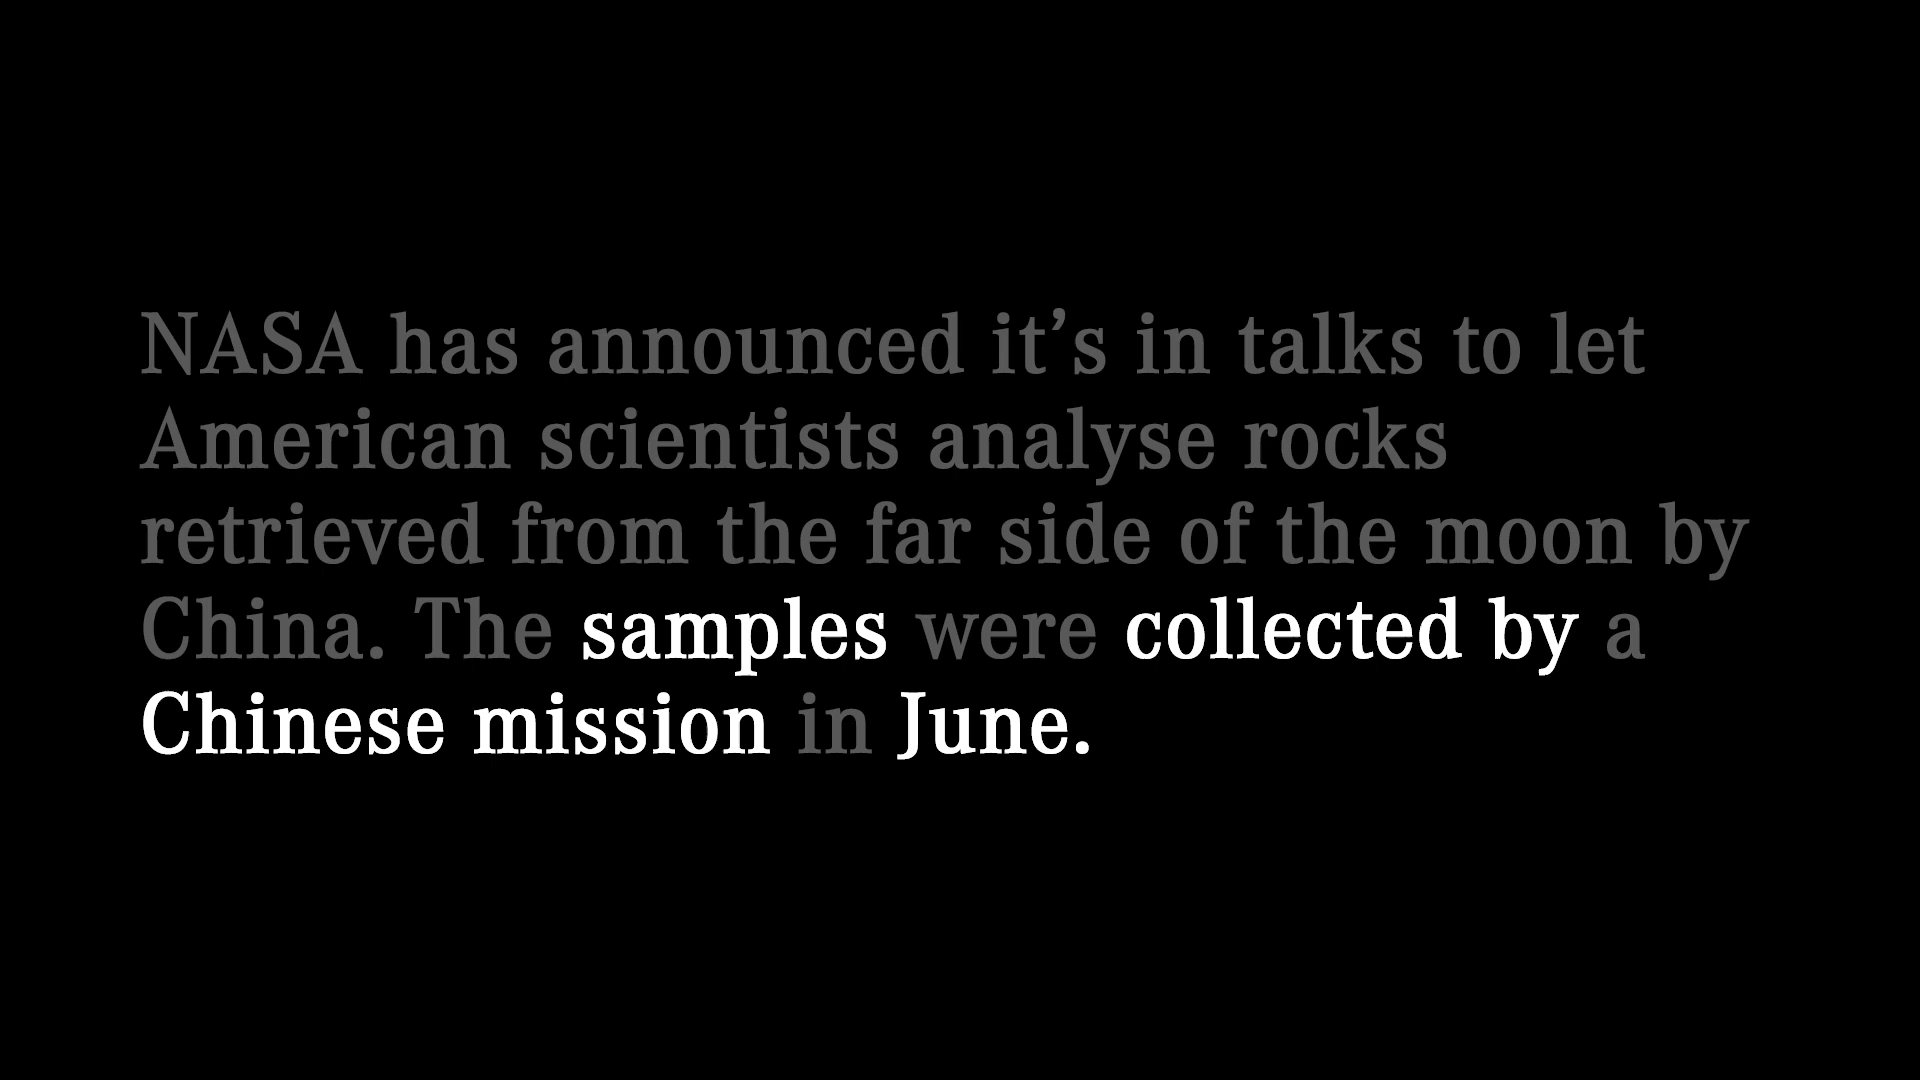 NASA has announced it’s in talks to let
American scientists analyse rocks
retrieved from the far side of the moon by
China. The samples were collected by a
Chinese mission in June.